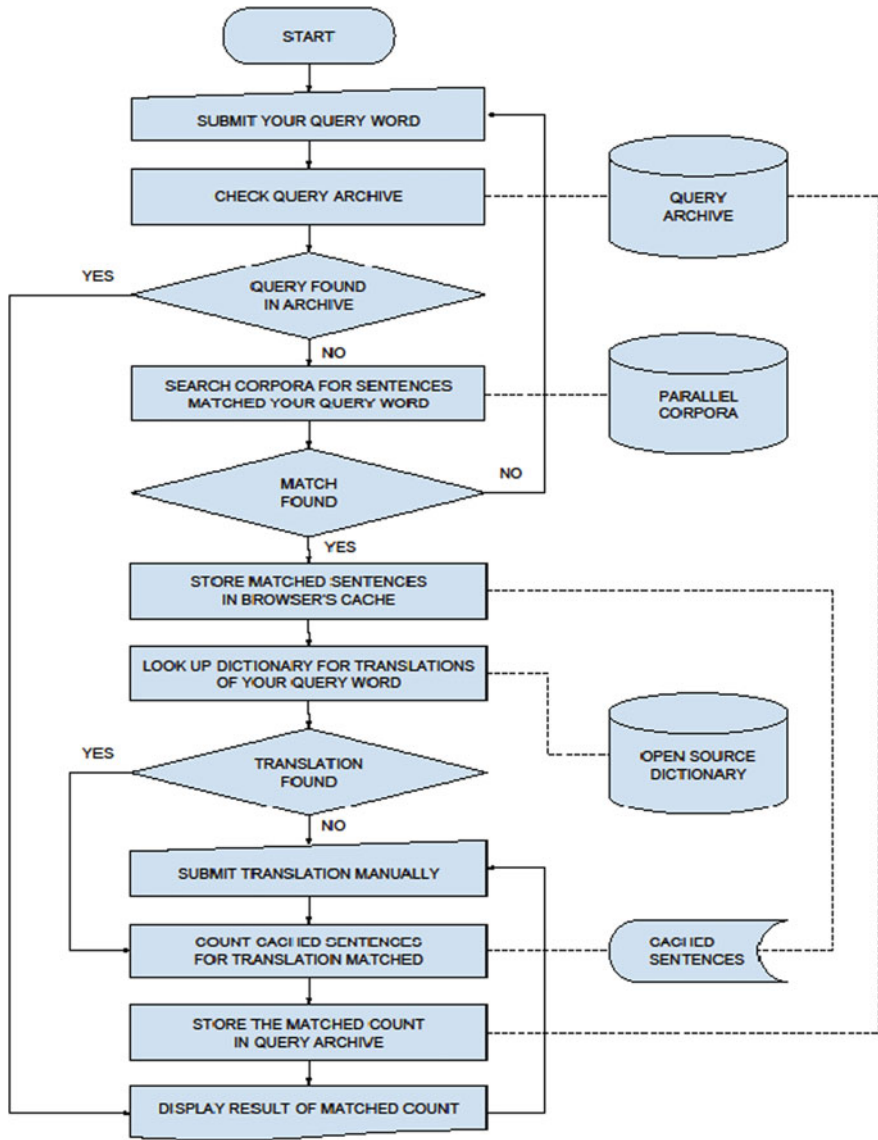 START
SUBMIT YOUR QUERY WORD
CHECK QUERY ARCHIVE
QUERY
ARCHIVE
YES
QUERY FOUND
IN ARCHIVE
NO
SEARCH CORPORA FOR SENTENCES
MATCHED YOUR QUERY WORD
PARALLEL
CORPORA
MATCH
FOUND
NO
YES
STORE MATCHED SENTENCES
IN BROWSER'S CACHE
LOOK UP DICTIONARY FOR TRANSLATIONS
OF YOUR QUERY WORD
YES
TRANSLATION
FOUND
OPEN SOURCE
DICTIONARY
NO
SUBMIT TRANSLATION MANUALLY
COUNT CACHED SENTENCES
FOR TRANSLATION MATCHED
CACHED
SENTENCES
STORE THE MATCHED COUNT
IN QUERY ARCHIVE
DISPLAY RESULT OF MATCHED COUNT